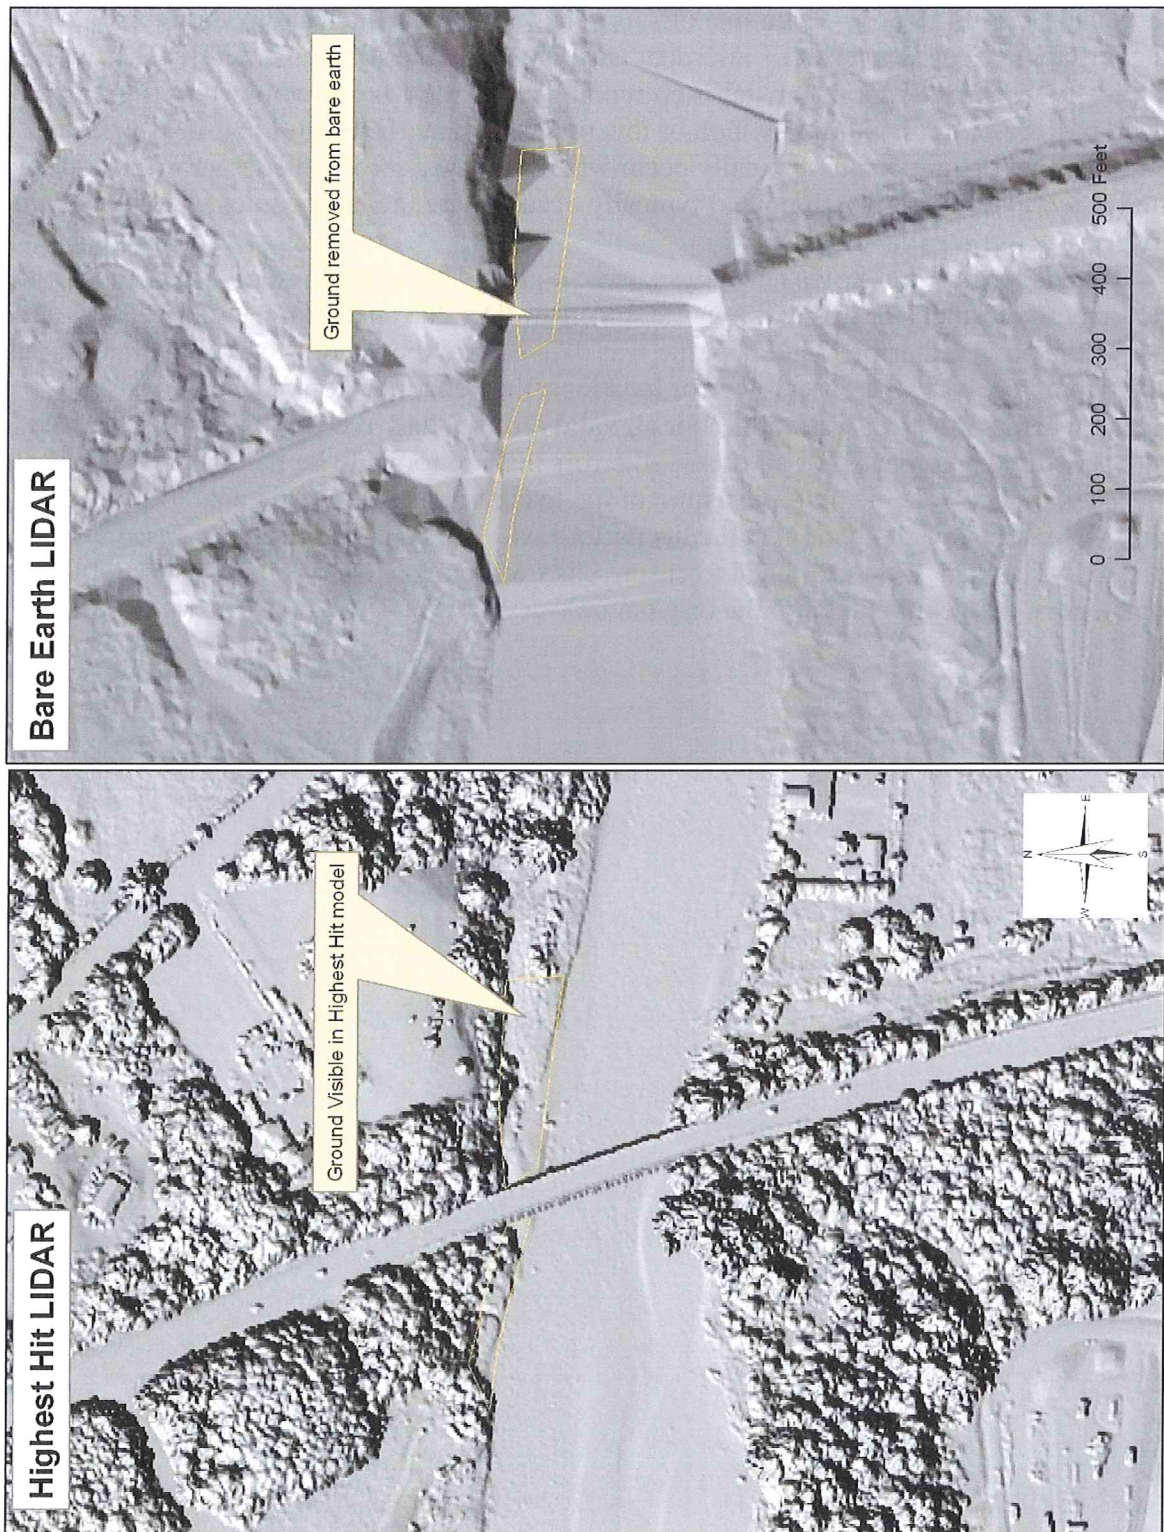 Highest Hit LIDAR
Ground Visible in Highest Hit model
N
W
E
S
Bare Earth LIDAR
Ground removed from bare earth
0 100 200 300 400 500 Feet